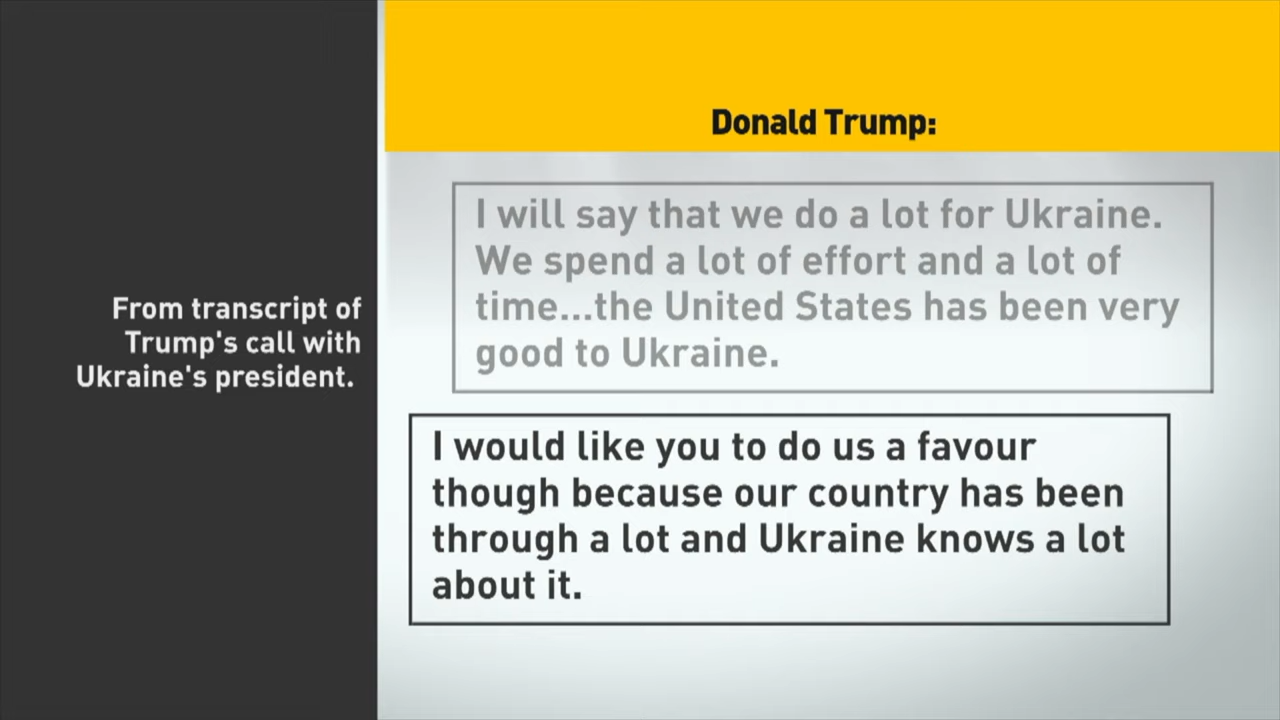 From transcript of
Trump's call with
Ukraine's president.
Donald Trump:
I will say that we do a lot for Ukraine.
We spend a lot of effort and a lot of
time...the United States has been very
good to Ukraine.
I would like you to do us a favour
though because our country has been
through a lot and Ukraine knows a lot
about it.